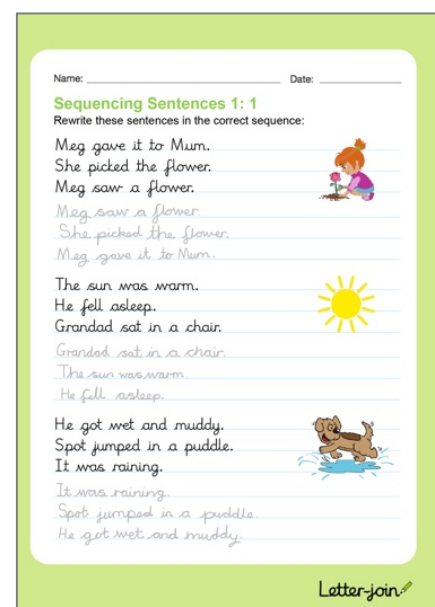 Name: Date:
Sequencing Sentences 1: 1
Rewrite these sentences in the correct sequence:
Meg gave it to Mum.
She picked the flower.
Meg saw a flower.
Meg saw a flower.
She picked the flower.
Meg gave it to Mum.
The sun was warm.
He fell asleep.
Grandad sat in a chair.
Grandad sat in a chair.
The sun was warm
He fell asleep.
He got wet and muddy.
Spot jumped in a puddle.
It was raining.
It was raining.
Spot jumped in a puddle.
He got wet and muddy.
Letter-join